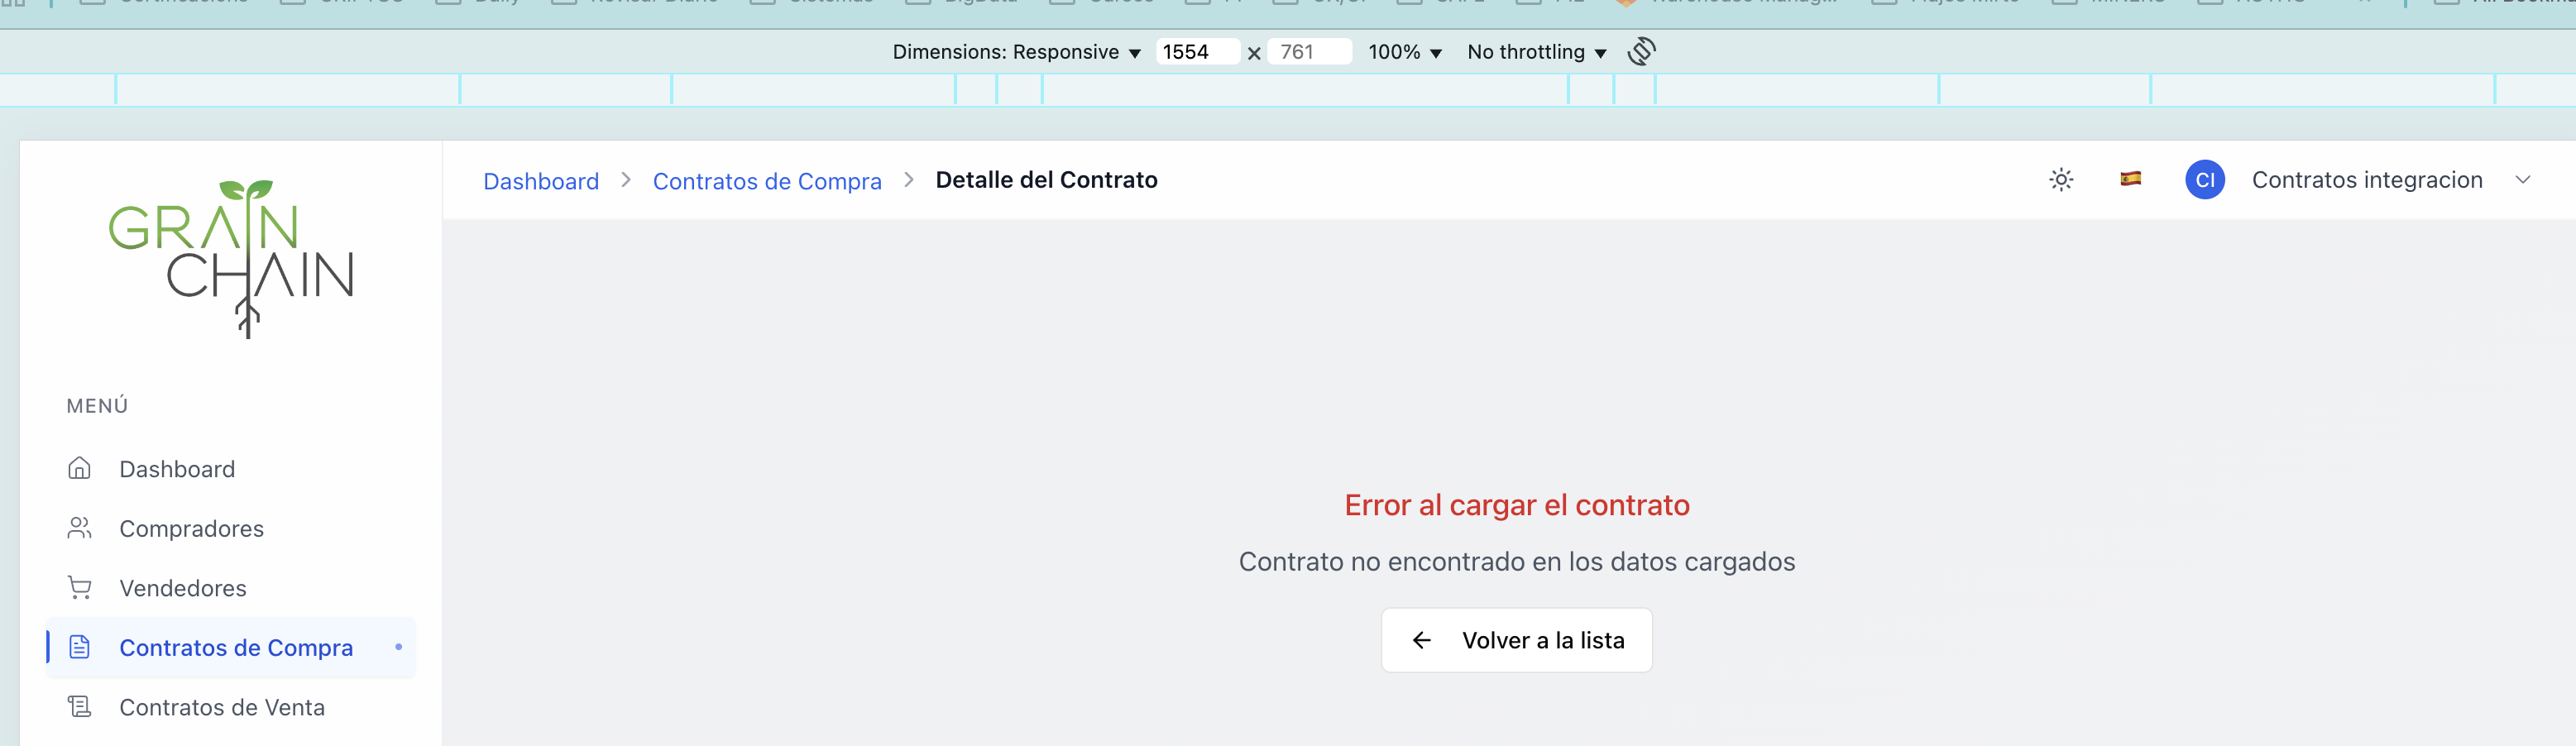 Dimensions: Responsive ▼ 1554 x 761 100% ▼ No throttling ▼
Dashboard > Contratos de Compra > Detalle del Contrato
CI Contratos integracion
GRAIN
CHAIN
MENÚ
Dashboard
Compradores
Vendedores
Contratos de Compra
Contratos de Venta
Error al cargar el contrato
Contrato no encontrado en los datos cargados
← Volver a la lista